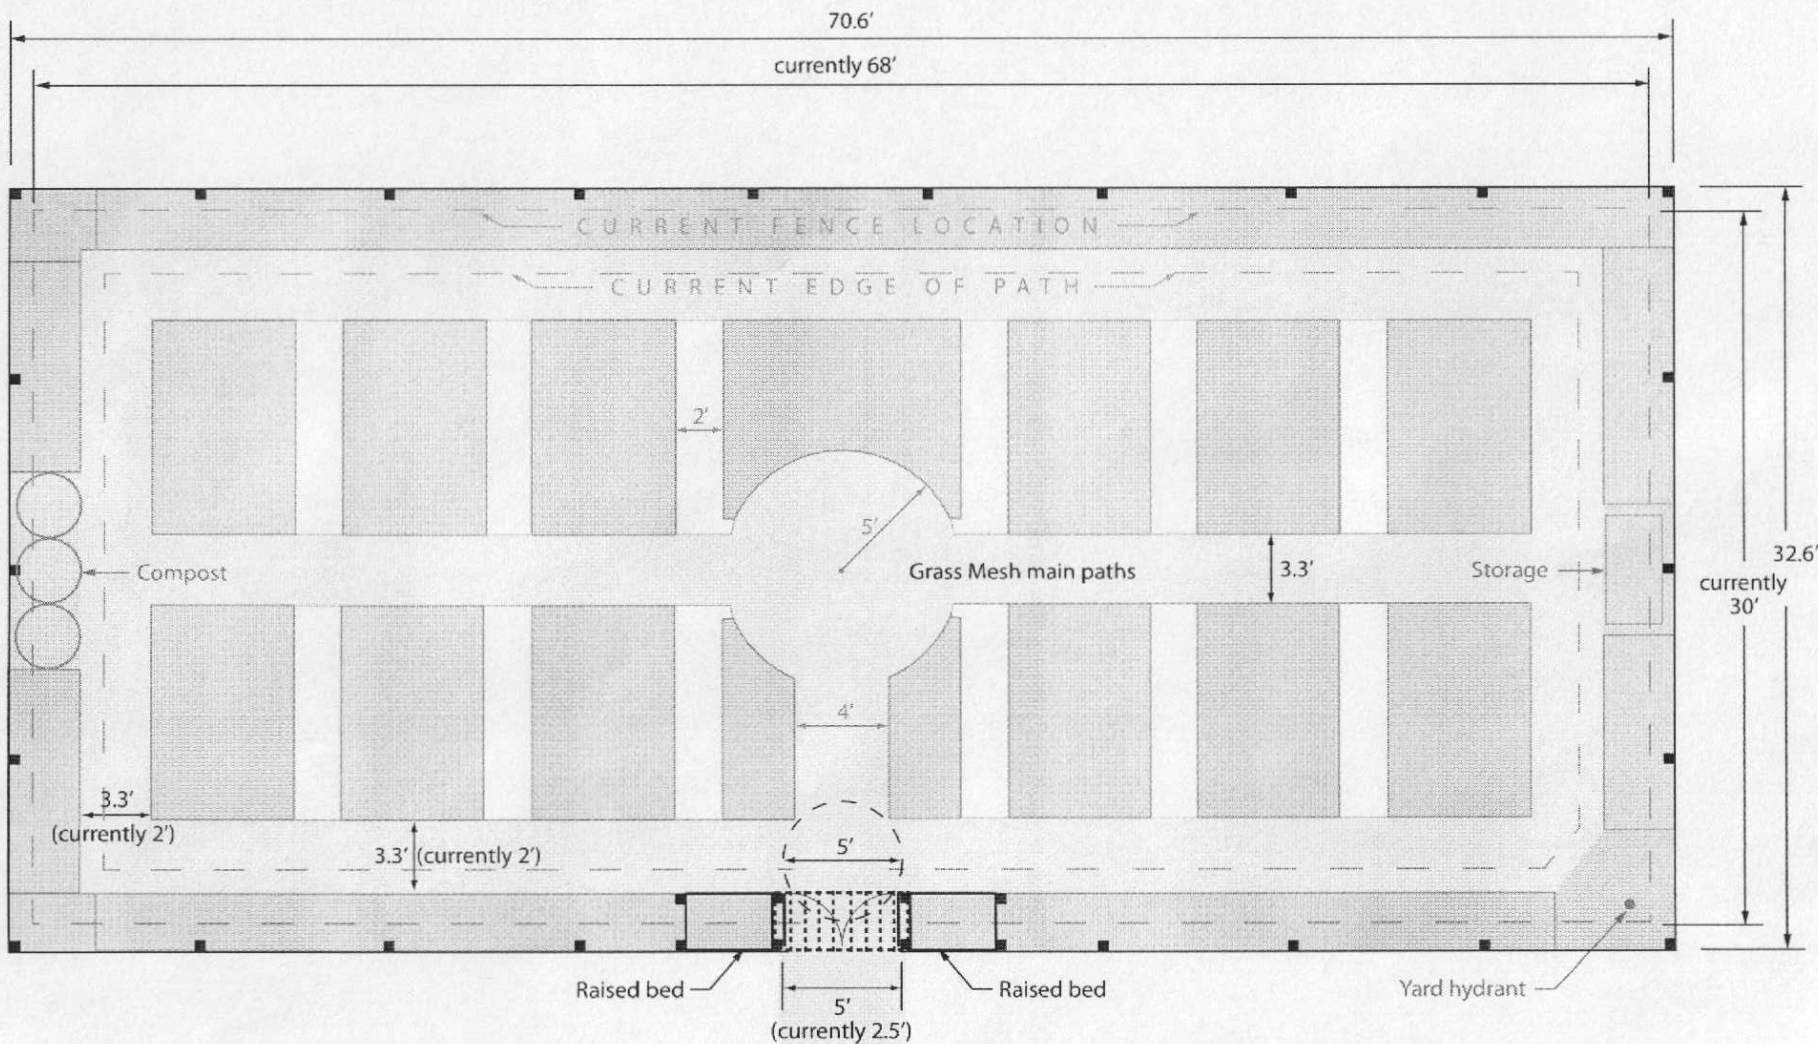 70.6'
currently 68'
CURRENT FENCE LOCATION
CURRENT EDGE OF PATH
2'
5'
Compost
Grass Mesh main paths
3.3'
Storage
32.6'
currently
30'
4'
3.3'
(currently 2')
3.3' (currently 2')
5'
Raised bed
5'
(currently 2.5')
Raised bed
Yard hydrant